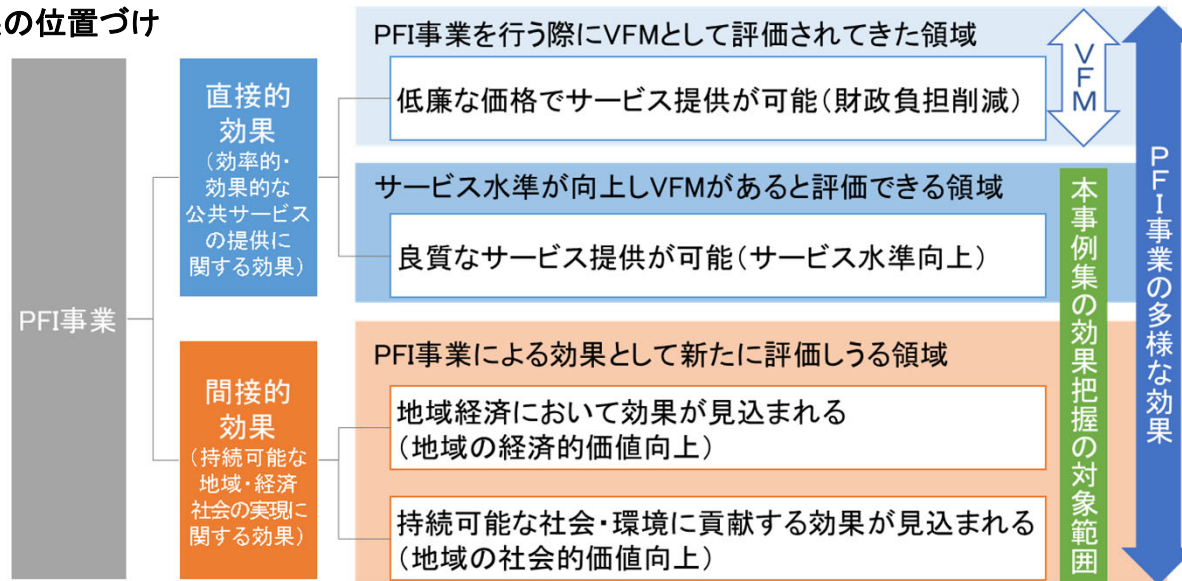 の位置づけ
PFI事業
直接的
効果
（効率的・
効果的な
公共サービス
の提供に
関する効果）
PFI事業を行う際にVFMとして評価されてきた領域
低廉な価格でサービス提供が可能（財政負担削減）
サービス水準が向上しVFMがあると評価できる領域
良質なサービス提供が可能（サービス水準向上）
間接的
効果
（持続可能な
地域・経済
社会の実現に
関する効果）
PFI事業による効果として新たに評価しうる領域
地域経済において効果が見込まれる
（地域の経済的価値向上）
持続可能な社会・環境に貢献する効果が見込まれる
（地域の社会的価値向上）
VFM
本事例集の効果把握の対象範囲
PFI事業の多様な効果